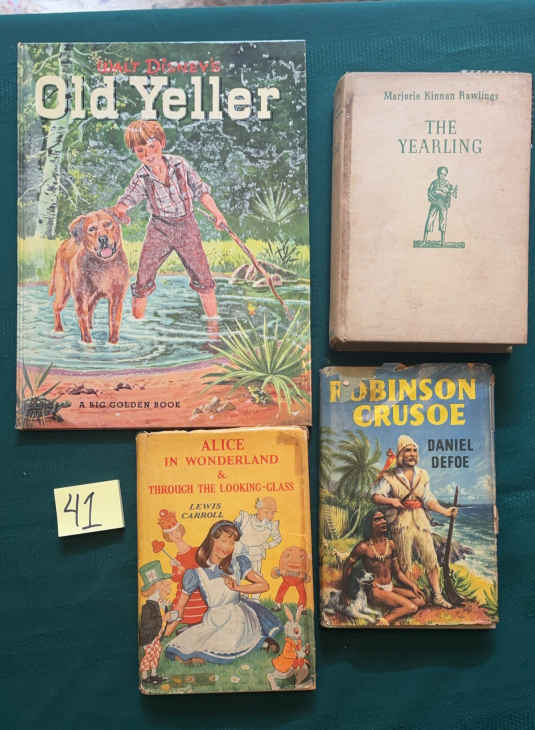 WALT DISNEY'S
Old Yeller
A BIG GOLDEN BOOK
Marjorie Kinnan Rawlings
THE
YEARLING
ROBINSON
CRUSOE
DANIEL
DEFOE
ALICE
IN WONDERLAND
&
THROUGH THE LOOKING-GLASS
LEWIS
CARROLL
41